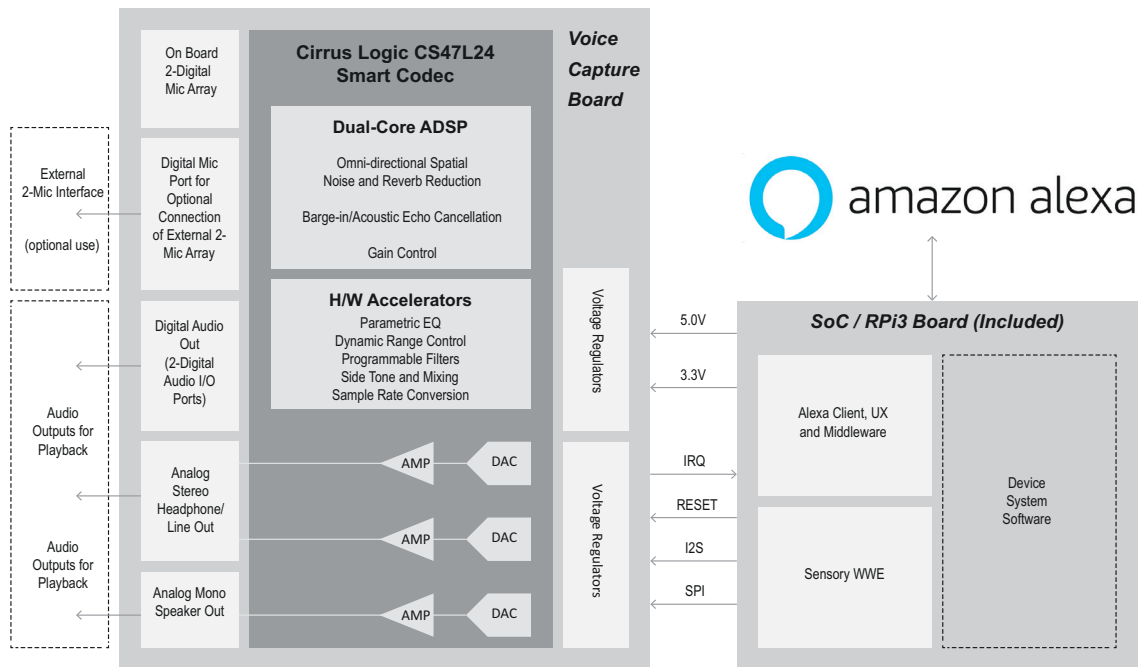 External
2-Mic Interface
(optional use)
Audio
Outputs for
Playback
Audio
Outputs for
Playback
On Board
2-Digital
Mic Array
Digital Mic
Port for
Optional
Connection
of External 2-
Mic Array
Digital Audio
Out
(2-Digital
Audio I/O
Ports)
Analog
Stereo
Headphone/
Line Out
Analog Mono
Speaker Out
Cirrus Logic CS47L24
Smart Codec
Dual-Core ADSP
Omni-directional Spatial
Noise and Reverb Reduction
Barge-in/Acoustic Echo Cancellation
Gain Control
H/W Accelerators
Parametric EQ
Dynamic Range Control
Programmable Filters
Side Tone and Mixing
Sample Rate Conversion
AMP
DAC
AMP
DAC
AMP
DAC
Voice
Capture
Board
Voltage Regulators
Voltage Regulators
5.0V
3.3V
IRQ
RESET
I2S
SPI
amazon alexa
SoC / RPi3 Board (Included)
Alexa Client, UX
and Middleware
Sensory WWE
Device
System
Software